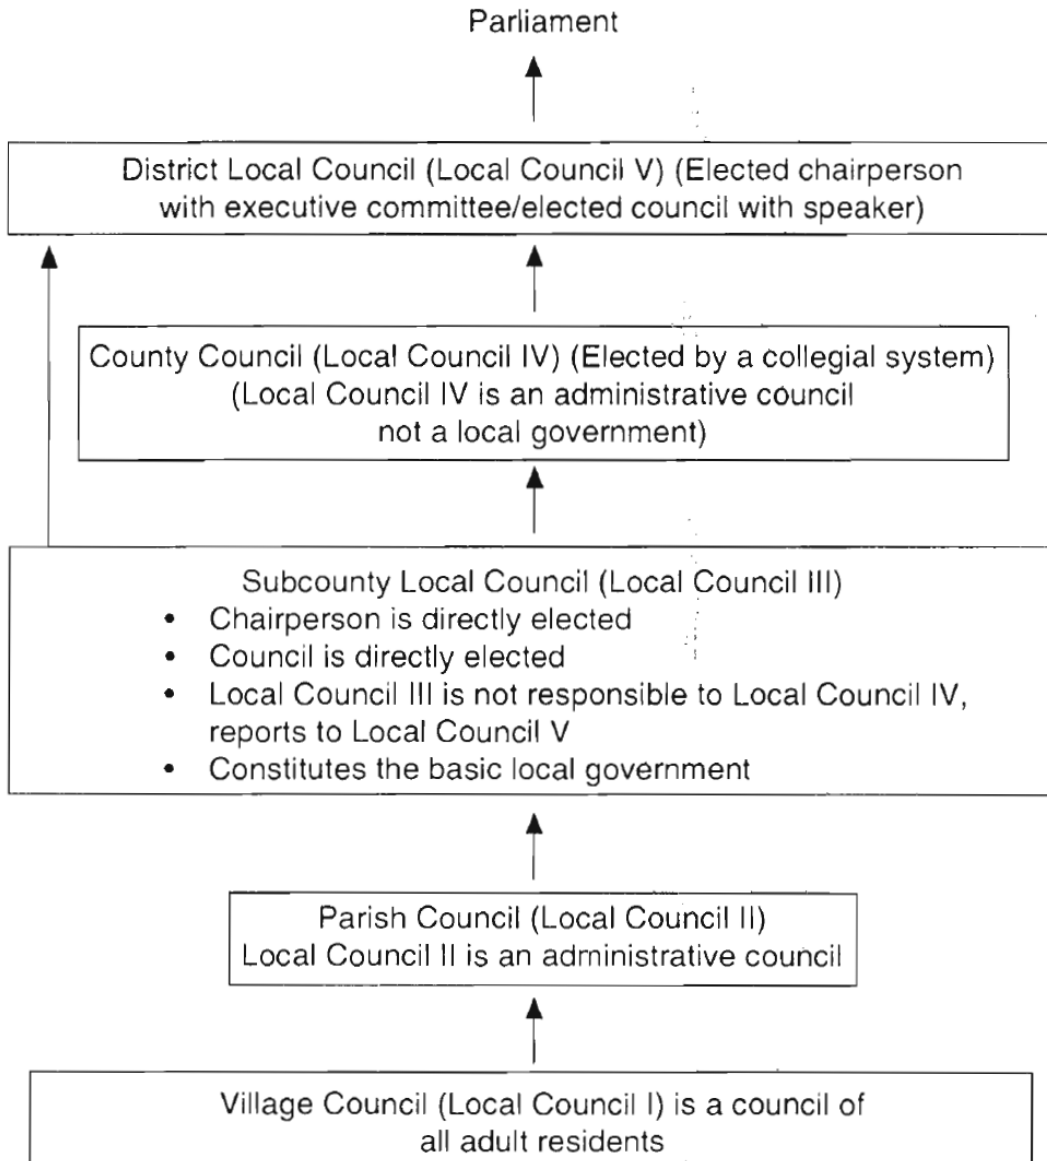 Parliament
District Local Council (Local Council V) (Elected chairperson
with executive committee/elected council with speaker)
County Council (Local Council IV) (Elected by a collegial system)
(Local Council IV is an administrative council
not a local government)
Subcounty Local Council (Local Council III)
• Chairperson is directly elected
• Council is directly elected
• Local Council III is not responsible to Local Council IV,
reports to Local Council V
• Constitutes the basic local government
Parish Council (Local Council II)
Local Council II is an administrative council
Village Council (Local Council I) is a council of
all adult residents